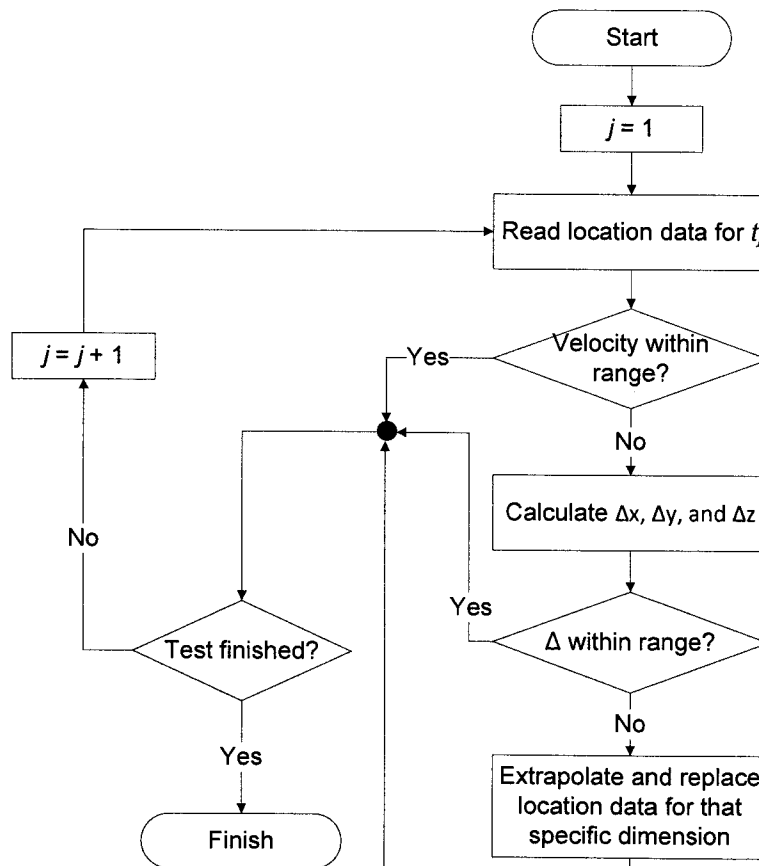 Start
j = 1
Read location data for tj
Velocity within
range?
Yes
j = j + 1
No
Calculate Δx, Δy, and Δz
No
Yes
Test finished?
Δ within range?
No
Yes
Extrapolate and replace
location data for that
specific dimension
Finish